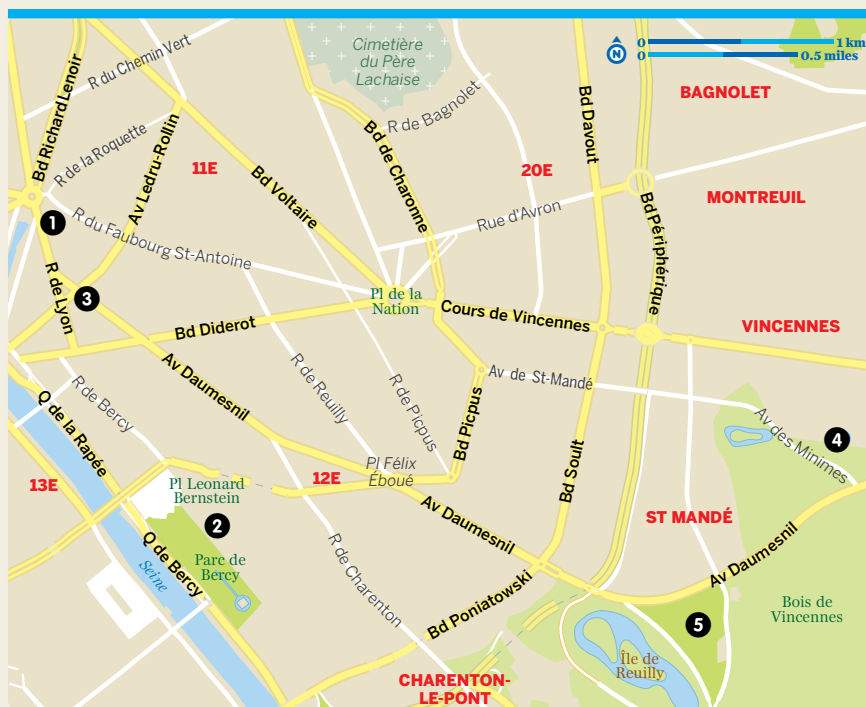 Cimetière
du Père
Lachaise
0 1 km
N
0 0.5 miles
R du Chemin Vert
Bd Richard Lenoir
R de la Roquette
Av Ledru-Rollin
11E
Bd Voltaire
R de Bagnolet
Bd de Charonne
20E
Bd Davout
BAGNOLET
MONTREUIL
Rue d'Avron
Bd Périphérique
1
R du Faubourg St-Antoine
R de Lyon
3
Pl de la
Nation
Bd Diderot
Cours de Vincennes
VINCENNES
Av Daumesnil
R de Reuilly
R de Picpus
Av de St-Mandé
Bd Picpus
Bd Soult
Av des Minimes
4
Q de la Rapée
R de Bercy
13E
12E
Pl Félix
Éboué
Pl Leonard
Bernstein
2
Parc de
Bercy
Q de Bercy
Seine
R de Charenton
Av Daumesnil
Bd Poniatowski
ST MANDÉ
Av Daumesnil
Bois de
Vincennes
5
Île de
Reuilly
CHARENTON-
LE-PONT